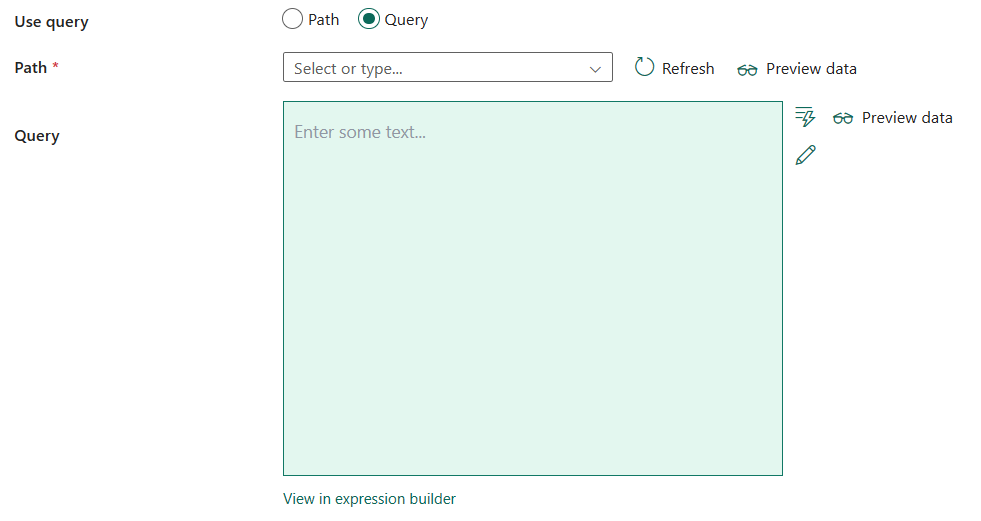 Use query Path Query
Path * Select or type... Refresh Preview data
Query Enter some text... Preview data
View in expression builder